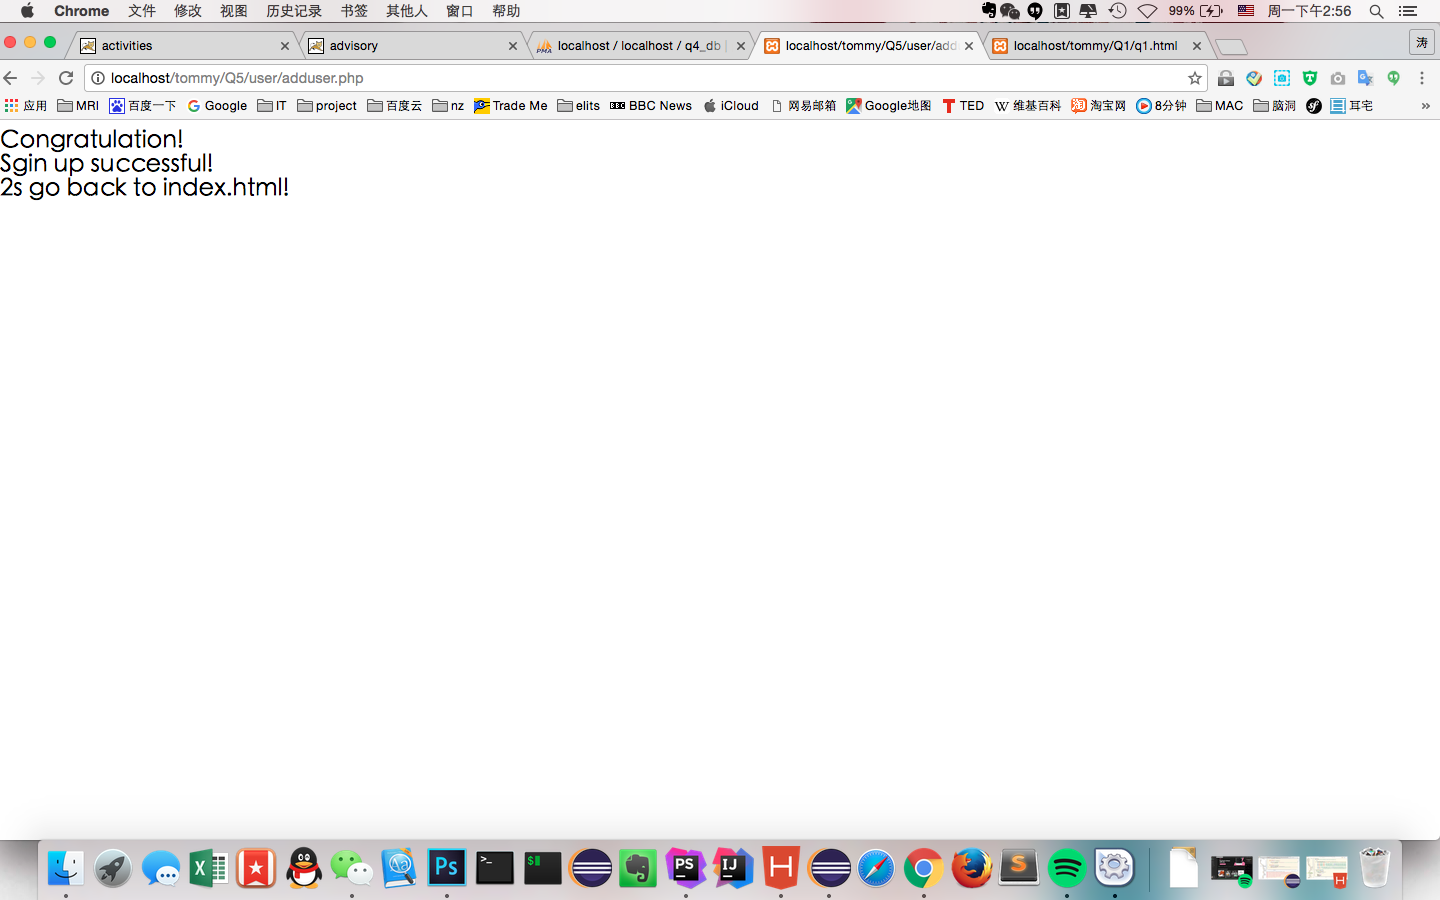 Chrome 文件 修改 视图 历史记录 书签 其他人 窗口 帮助 99% 周一下午2:56
activities advisory localhost / localhost / q4_db | localhost/tommy/Q5/user/add localhost/tommy/Q1/q1.html 涛
localhost/tommy/Q5/user/adduser.php
应用 MRI 百度一下 Google IT project 百度云 nz Trade Me elits BBC News iCloud 网易邮箱 Google地图 TED 维基百科 淘宝网 8分钟 MAC 脑洞 耳宅 »
Congratulation!
Sgin up successful!
2s go back to index.html!